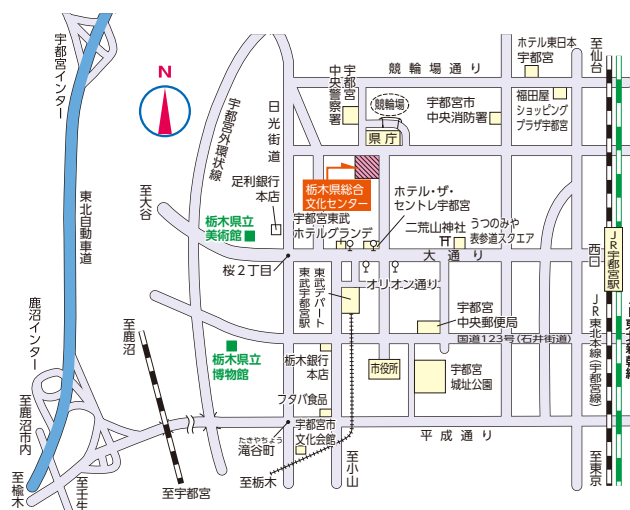 宇都宮インター
N
宇都宮外環状線
日光街道
宇都宮
中央警察署
競輪場通り
競輪場
県庁
宇都宮市
中央消防署
ホテル東日本
宇都宮
福田屋
ショッピング
プラザ宇都宮
至仙台
東北自動車道
至大谷
足利銀行
本店
栃木県総合
文化センター
ホテル・ザ・
セントレ宇都宮
栃木県立
美術館
宇都宮東武
ホテルグランデ
二荒山神社
うつのみや
表参道スクエア
西口
JR宇都宮駅
大通り
桜2丁目
東武デパート
東武宇都宮駅
オリオン通り
鹿沼インター
至鹿沼
宇都宮
中央郵便局
国道123号(石井街道)
JR東北本線(宇都宮線)
栃木県立
博物館
栃木銀行
本店
市役所
宇都宮
城址公園
フタバ食品
至鹿沼市内
たきやちょう
滝谷町
宇都宮市
文化会館
平成通り
至楡木
至壬生
至宇都宮
至栃木
至小山
至東京